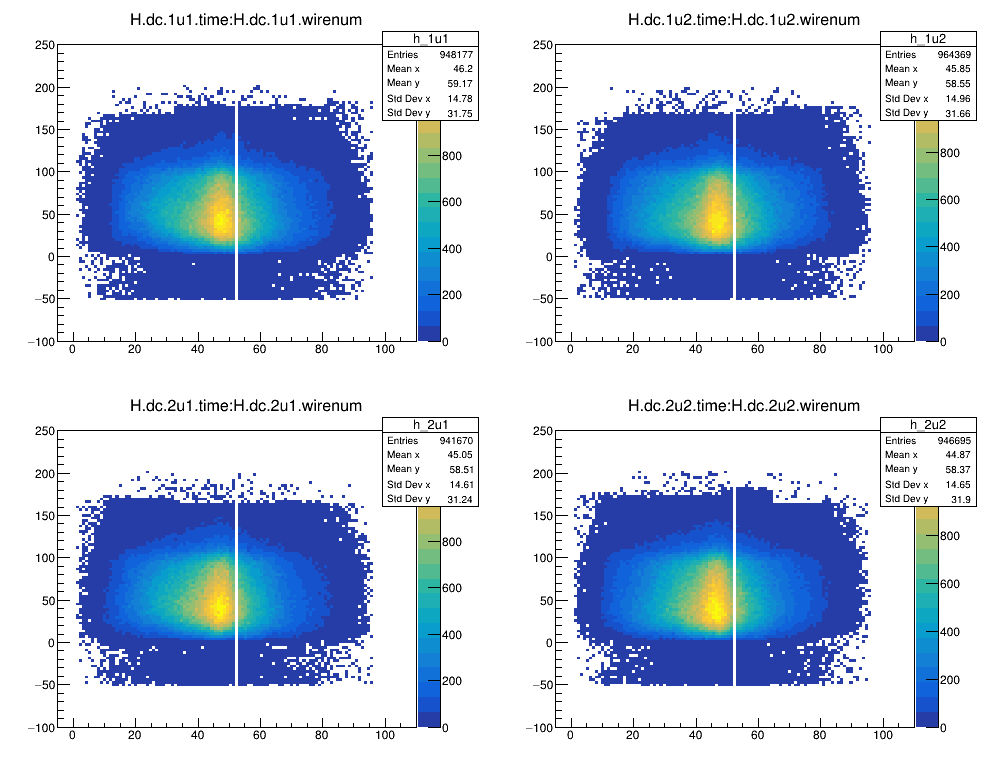 H.dc.1u1.time:H.dc.1u1.wirenum
h_1u1
Entries 948177
Mean x 46.2
Mean y 59.17
Std Dev x 14.78
Std Dev y 31.75
250
200
150
100
50
0
−50
−100
0 20 40 60 80 100
800
600
400
200
0
H.dc.1u2.time:H.dc.1u2.wirenum
h_1u2
Entries 964369
Mean x 45.85
Mean y 58.55
Std Dev x 14.96
Std Dev y 31.66
250
200
150
100
50
0
−50
−100
0 20 40 60 80 100
800
600
400
200
0
H.dc.2u1.time:H.dc.2u1.wirenum
h_2u1
Entries 941670
Mean x 45.05
Mean y 58.51
Std Dev x 14.61
Std Dev y 31.24
250
200
150
100
50
0
−50
−100
0 20 40 60 80 100
800
600
400
200
0
H.dc.2u2.time:H.dc.2u2.wirenum
h_2u2
Entries 946695
Mean x 44.87
Mean y 58.37
Std Dev x 14.65
Std Dev y 31.9
250
200
150
100
50
0
−50
−100
0 20 40 60 80 100
800
600
400
200
0